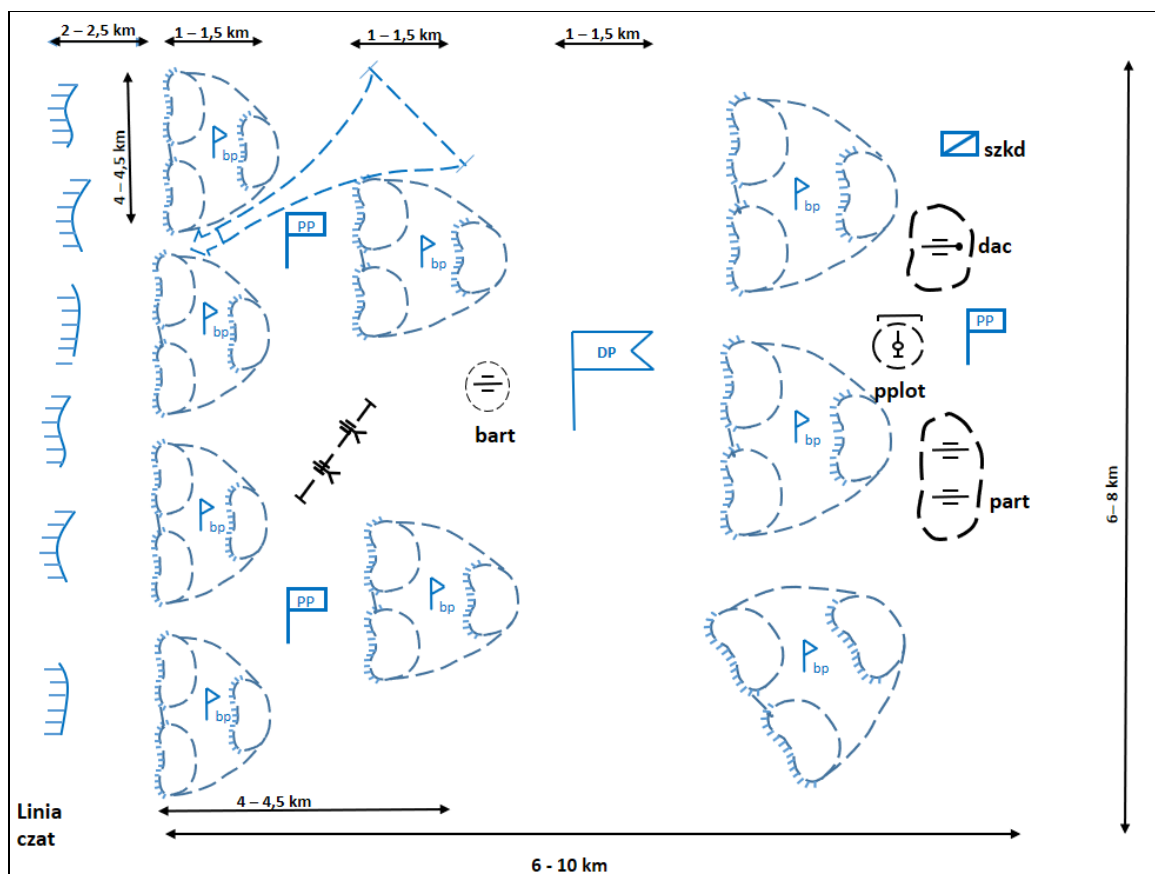 2 – 2,5 km
1 – 1,5 km
1 – 1,5 km
1 – 1,5 km
4 – 4,5 km
bp
bp
bp
szkd
PP
bp
dac
bp
DP
PP
pplot
bart
bp
6 – 8 km
bp
part
PP
bp
bp
bp
4 – 4,5 km
Linia
czat
6 - 10 km